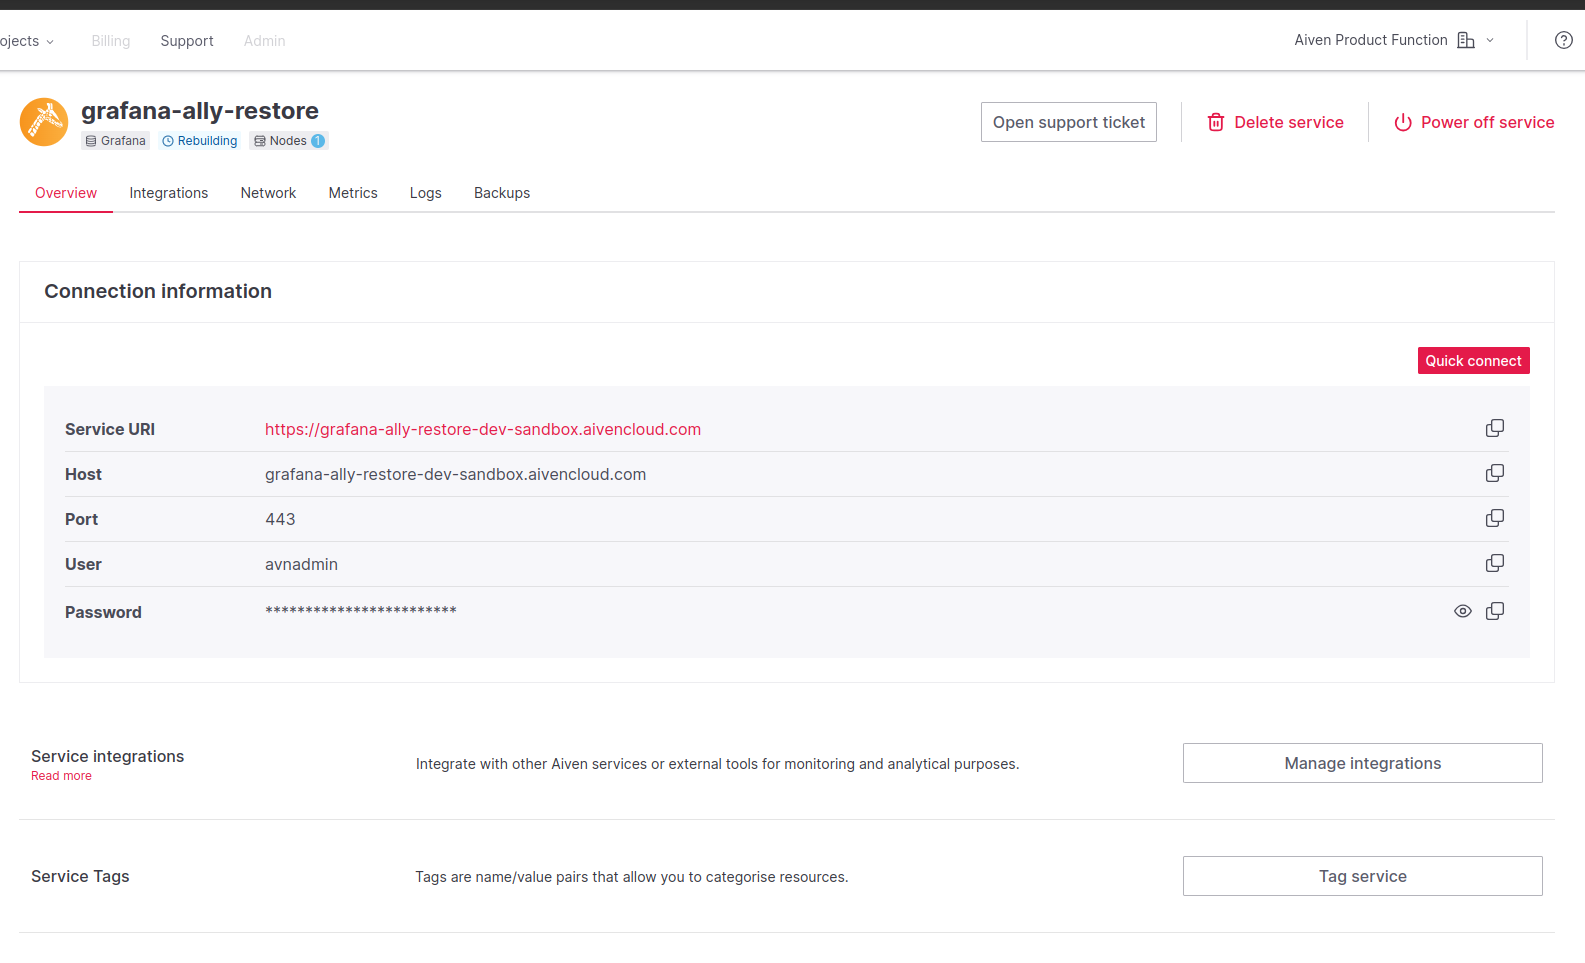 ojects Billing Support Admin Aiven Product Function
grafana-ally-restore
Grafana Rebuilding Nodes 1
Open support ticket Delete service Power off service
Overview Integrations Network Metrics Logs Backups
Connection information
Quick connect
Service URI https://grafana-ally-restore-dev-sandbox.aivencloud.com
Host grafana-ally-restore-dev-sandbox.aivencloud.com
Port 443
User avnadmin
Password ************************
Service integrations
Read more
Integrate with other Aiven services or external tools for monitoring and analytical purposes.
Manage integrations
Service Tags
Tags are name/value pairs that allow you to categorise resources.
Tag service